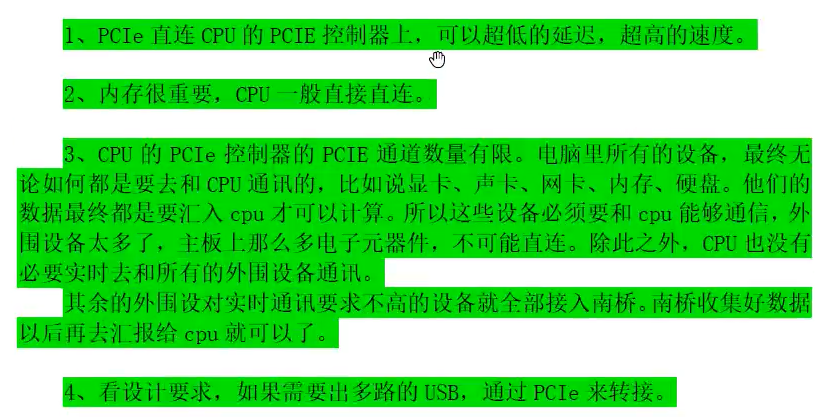 1、PCIe 直连 CPU 的 PCIE 控制器上，可以超低的延迟，超高的速度。
2、内存很重要，CPU 一般直接直连。
3、CPU 的 PCIe 控制器的 PCIE 通道数量有限。电脑里所有的设备，最终无
论如何都是要去和 CPU 通讯的，比如说显卡、声卡、网卡、内存、硬盘。他们的
数据最终都是要汇入 cpu 才可以计算。所以这些设备必须要和 cpu 能够通信，外
围设备太多了，主板上那么多电子元器件，不可能直连。除此之外，CPU 也没有
必要实时去和所有的外围设备通讯。
其余的外围设对实时通讯要求不高的设备就全部接入南桥。南桥收集好数据
以后再去汇报给 cpu 就可以了。
4、看设计要求，如果需要出多路的 USB，通过 PCIe 来转接。